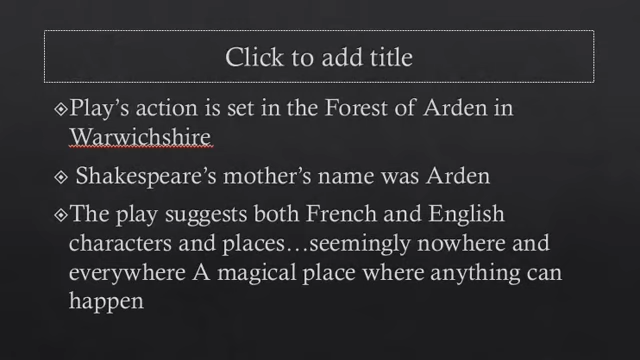 Click to add title
Play's action is set in the Forest of Arden in
Warwichshire
Shakespeare's mother's name was Arden
The play suggests both French and English
characters and places…seemingly nowhere and
everywhere A magical place where anything can
happen